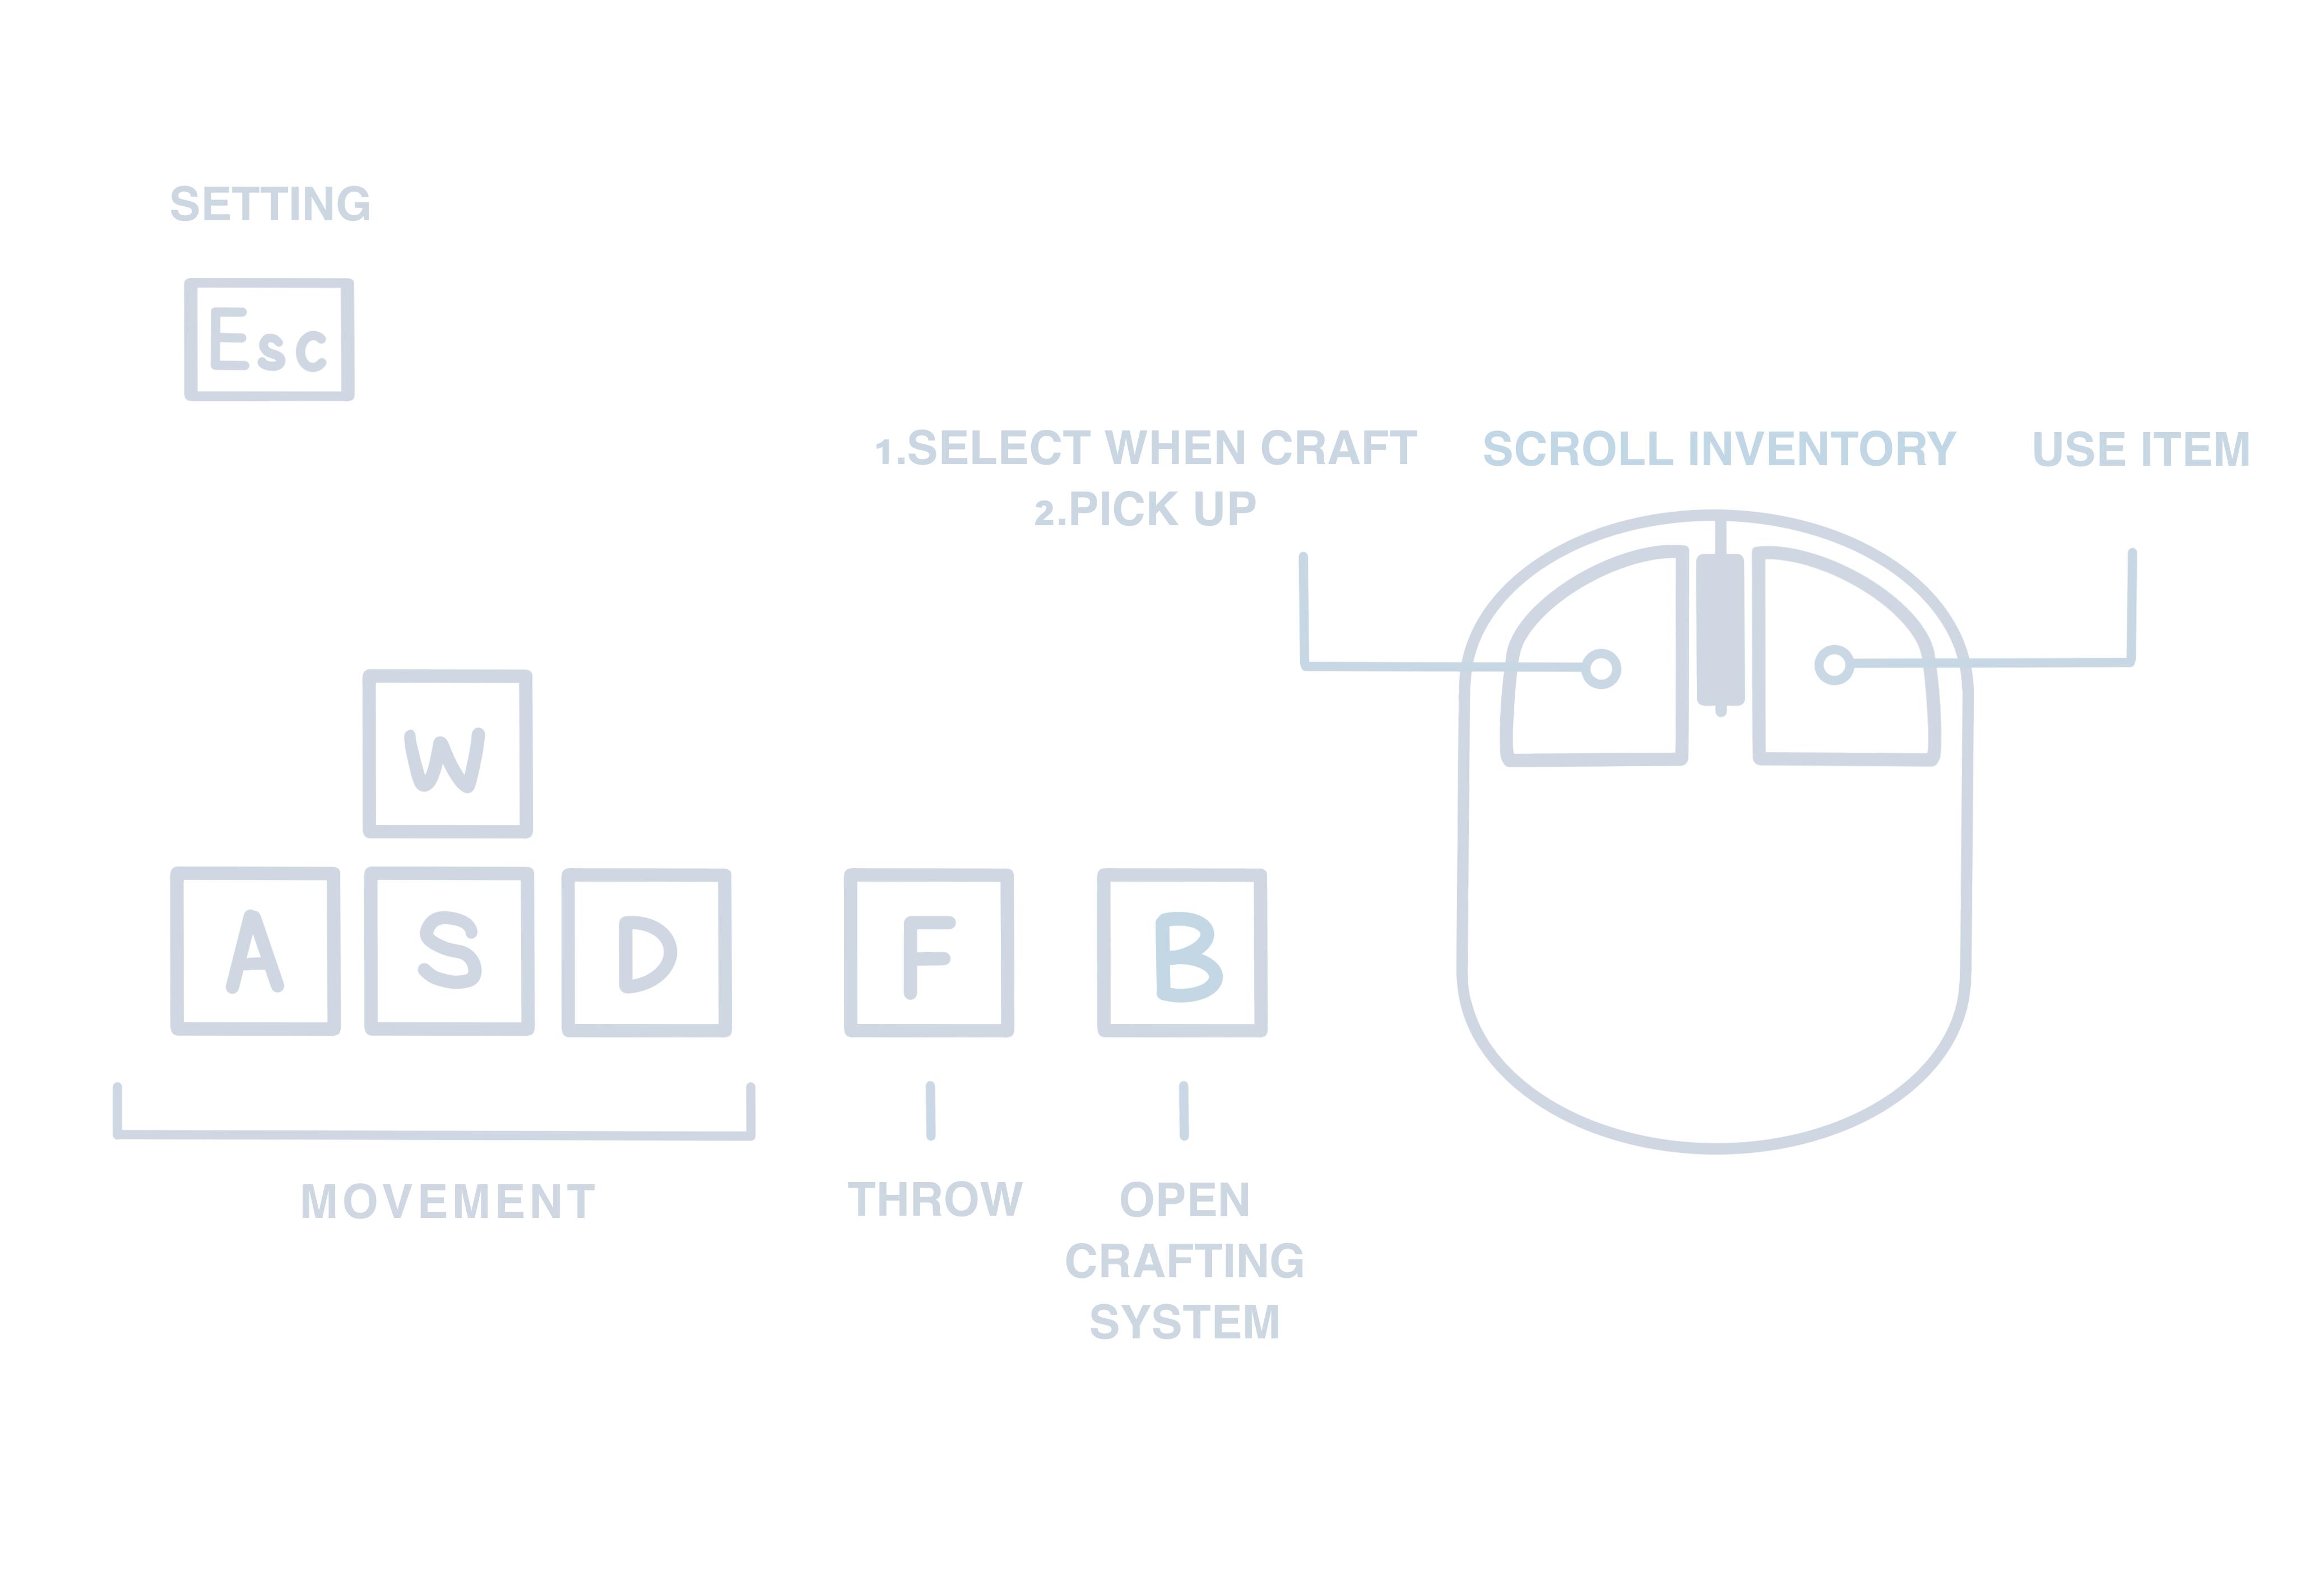 SETTING
Esc
1.SELECT WHEN CRAFT
2.PICK UP
SCROLL INVENTORY
USE ITEM
W
A
S
D
F
B
MOVEMENT
THROW
OPEN
CRAFTING
SYSTEM